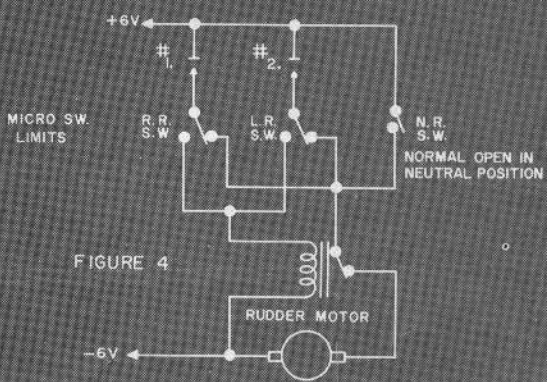 +6V
#1.
#2.
MICRO SW.
LIMITS
R.R.
S.W
L.R.
S.W.
N.R.
S.W.
NORMAL OPEN IN
NEUTRAL POSITION
FIGURE 4
RUDDER MOTOR
-6V